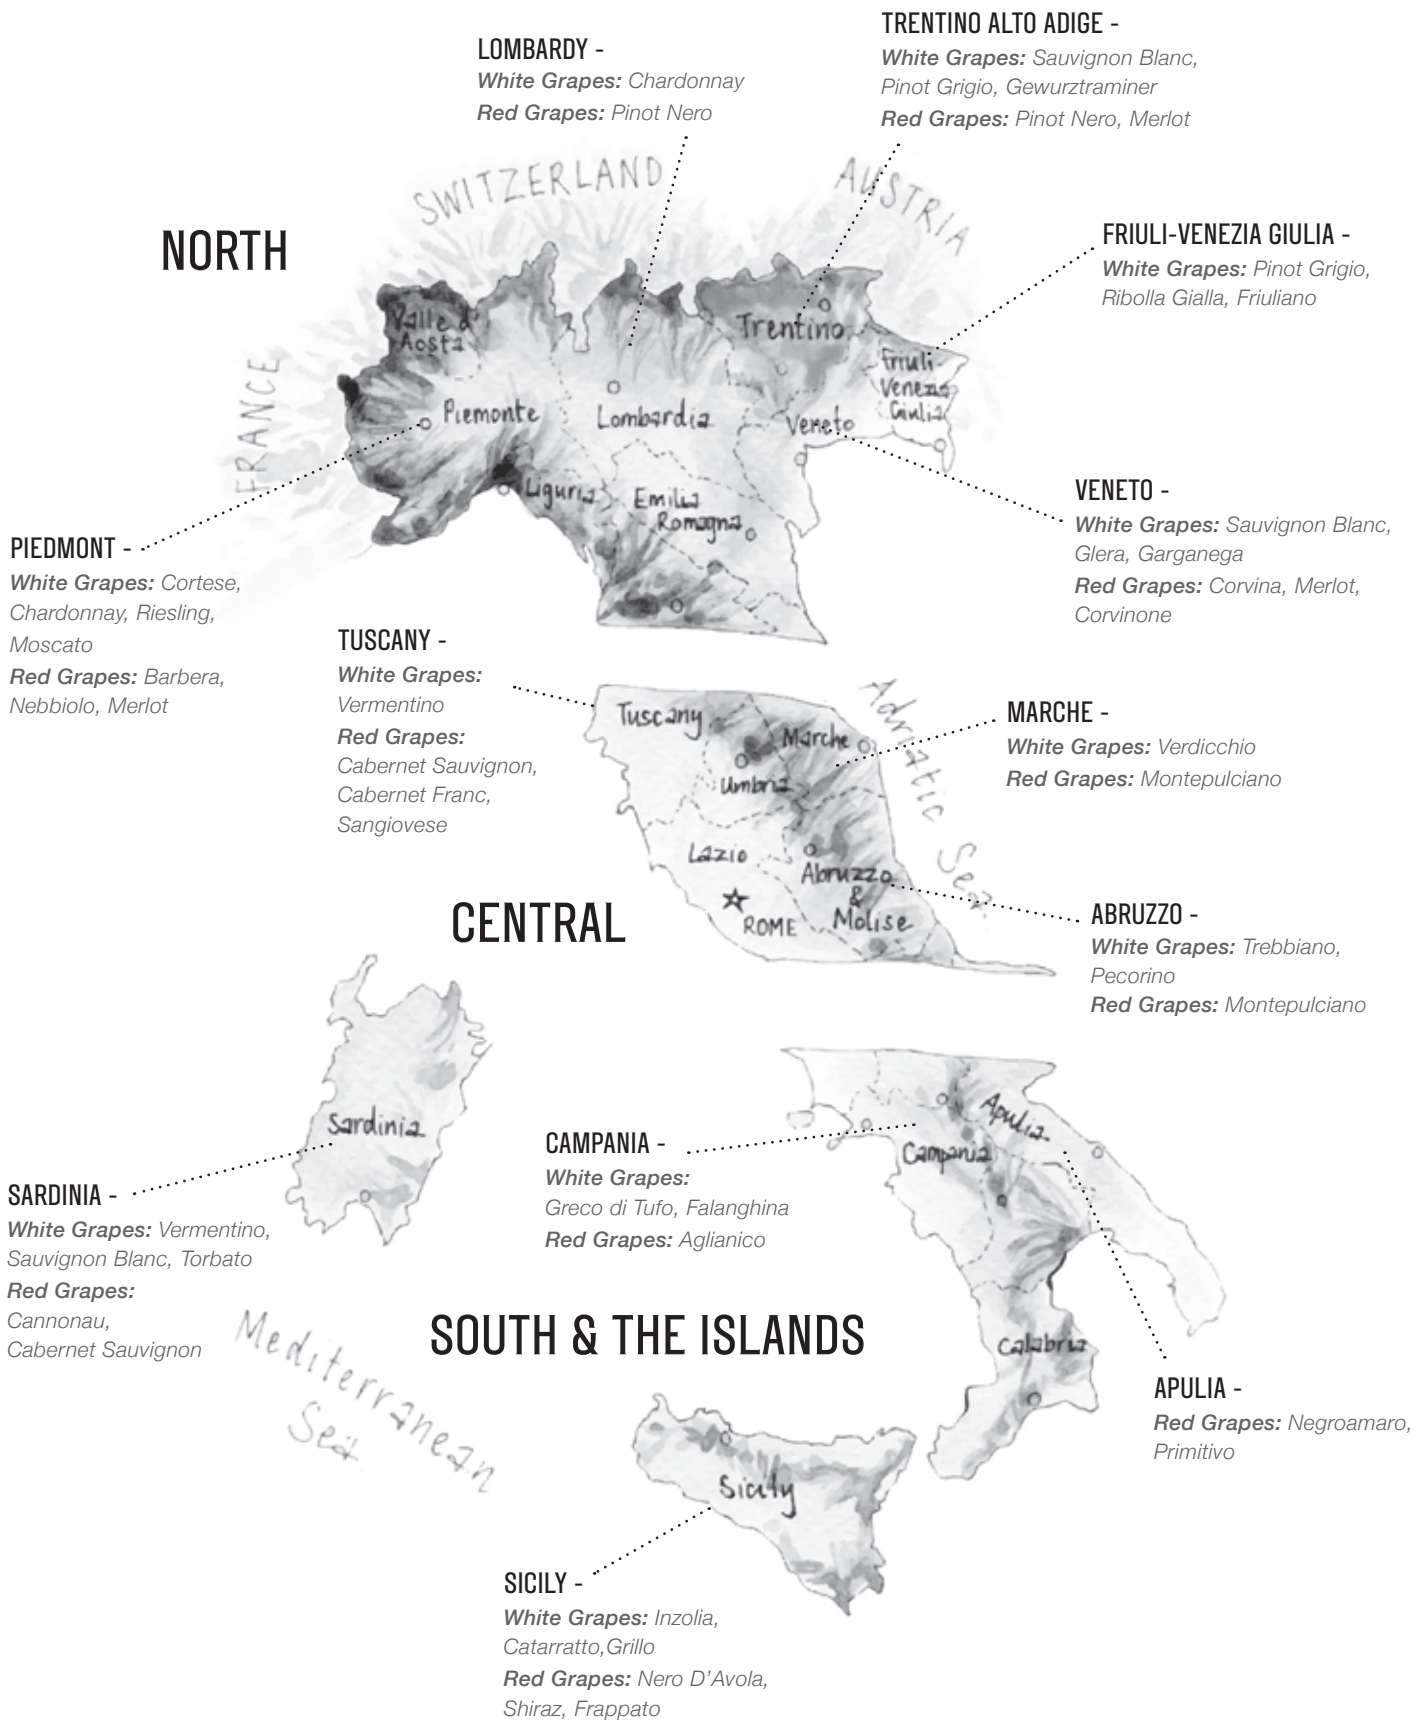 LOMBARDY -
White Grapes: Chardonnay
Red Grapes: Pinot Nero
TRENTINO ALTO ADIGE -
White Grapes: Sauvignon Blanc,
Pinot Grigio, Gewurztraminer
Red Grapes: Pinot Nero, Merlot
SWITZERLAND
AUSTRIA
NORTH
FRIULI-VENEZIA GIULIA -
White Grapes: Pinot Grigio,
Ribolla Gialla, Friuliano
FRANCE
Valle d'
Aosta
Trentino
Friuli-
Venezia
Giulia
Piemonte
Lombardia
Veneto
Liguria
Emilia
Romagna
VENETO -
White Grapes: Sauvignon Blanc,
Glera, Garganega
Red Grapes: Corvina, Merlot,
Corvinone
PIEDMONT -
White Grapes: Cortese,
Chardonnay, Riesling,
Moscato
Red Grapes: Barbera,
Nebbiolo, Merlot
TUSCANY -
White Grapes:
Vermentino
Red Grapes:
Cabernet Sauvignon,
Cabernet Franc,
Sangiovese
Tuscany
Marche
Umbria
Adriatic Sea
MARCHE -
White Grapes: Verdicchio
Red Grapes: Montepulciano
Lazio
Abruzzo
&
Molise
ROME
CENTRAL
ABRUZZO -
White Grapes: Trebbiano,
Pecorino
Red Grapes: Montepulciano
Sardinia
SARDINIA -
White Grapes: Vermentino,
Sauvignon Blanc, Torbato
Red Grapes:
Cannonau,
Cabernet Sauvignon
CAMPANIA -
White Grapes:
Greco di Tufo, Falanghina
Red Grapes: Aglianico
Apulia
Campania
Mediterranean
Sea
SOUTH & THE ISLANDS
Calabria
APULIA -
Red Grapes: Negroamaro,
Primitivo
Sicily
SICILY -
White Grapes: Inzolia,
Catarratto,Grillo
Red Grapes: Nero D'Avola,
Shiraz, Frappato